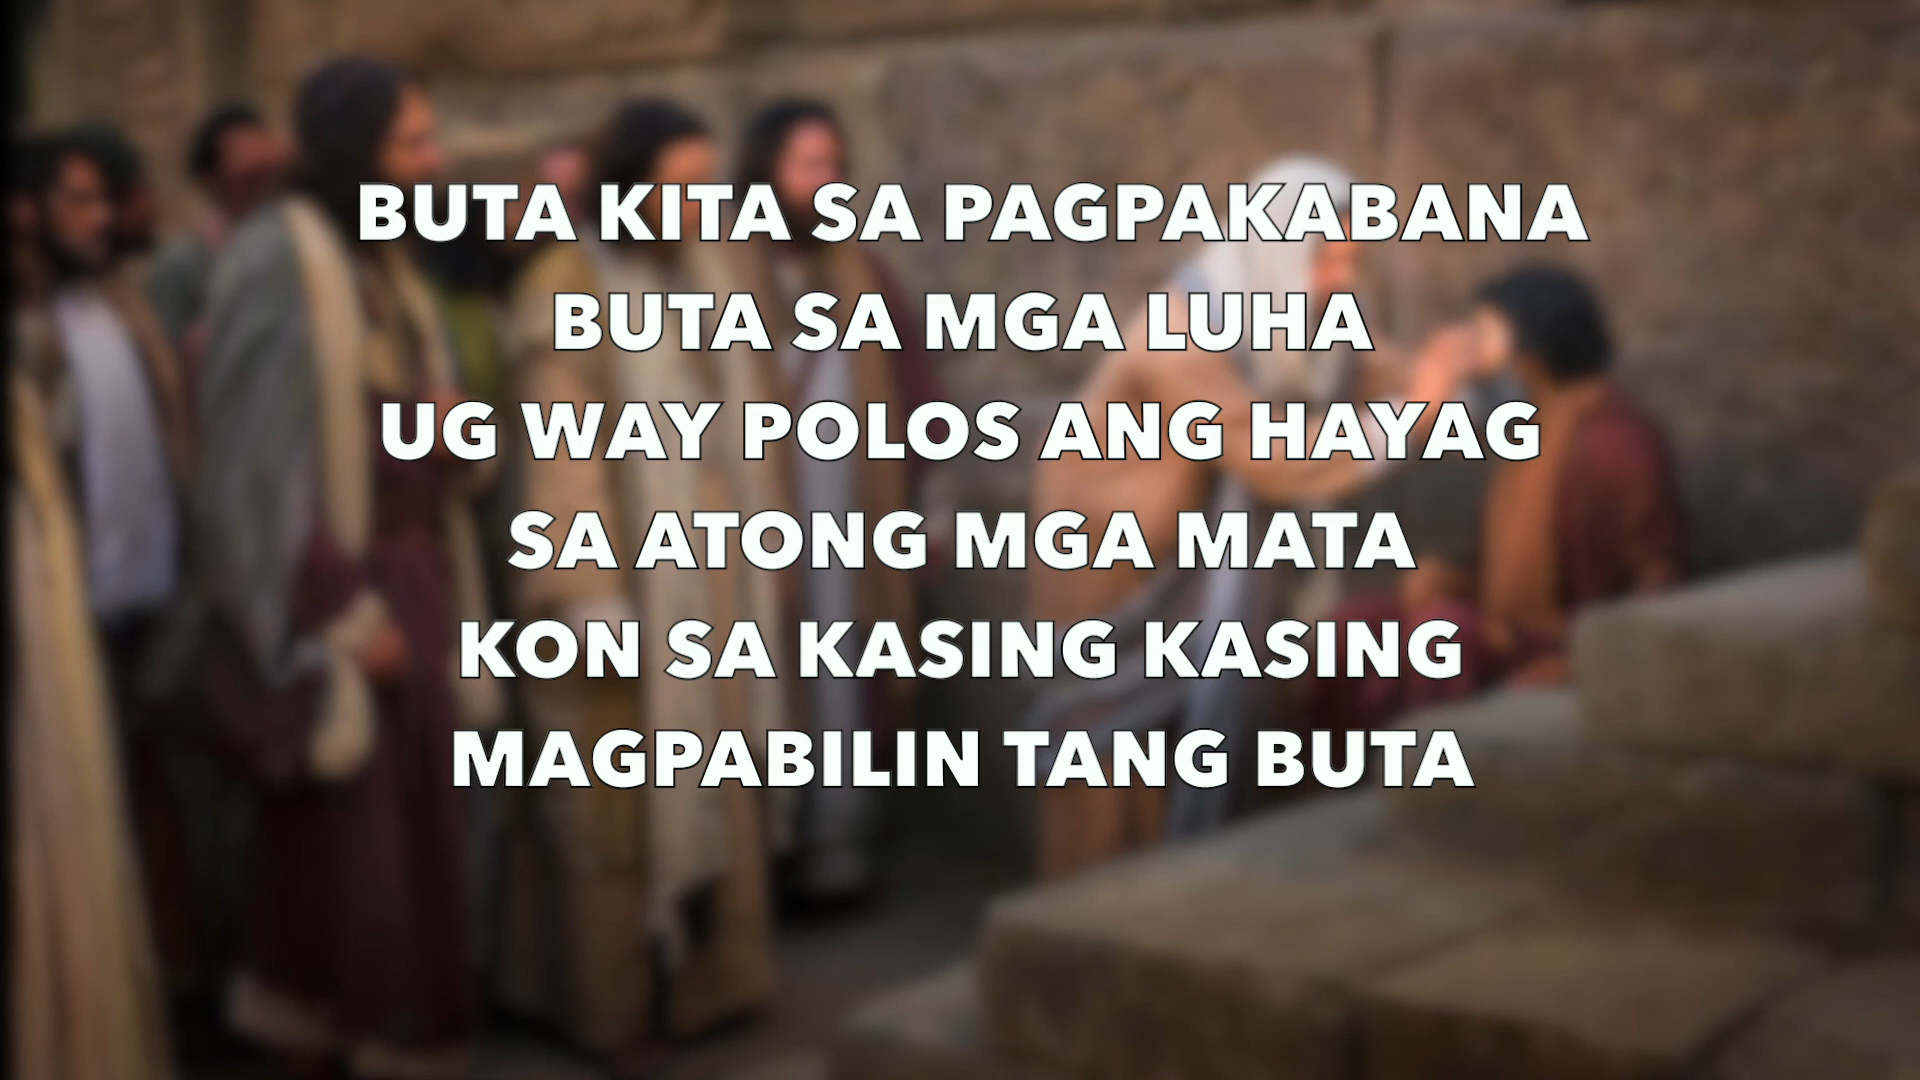 BUTA KITA SA PAGPAKABANA
BUTA SA MGA LUHA
UG WAY POLOS ANG HAYAG
SA ATONG MGA MATA
KON SA KASING KASING
MAGPABILIN TANG BUTA